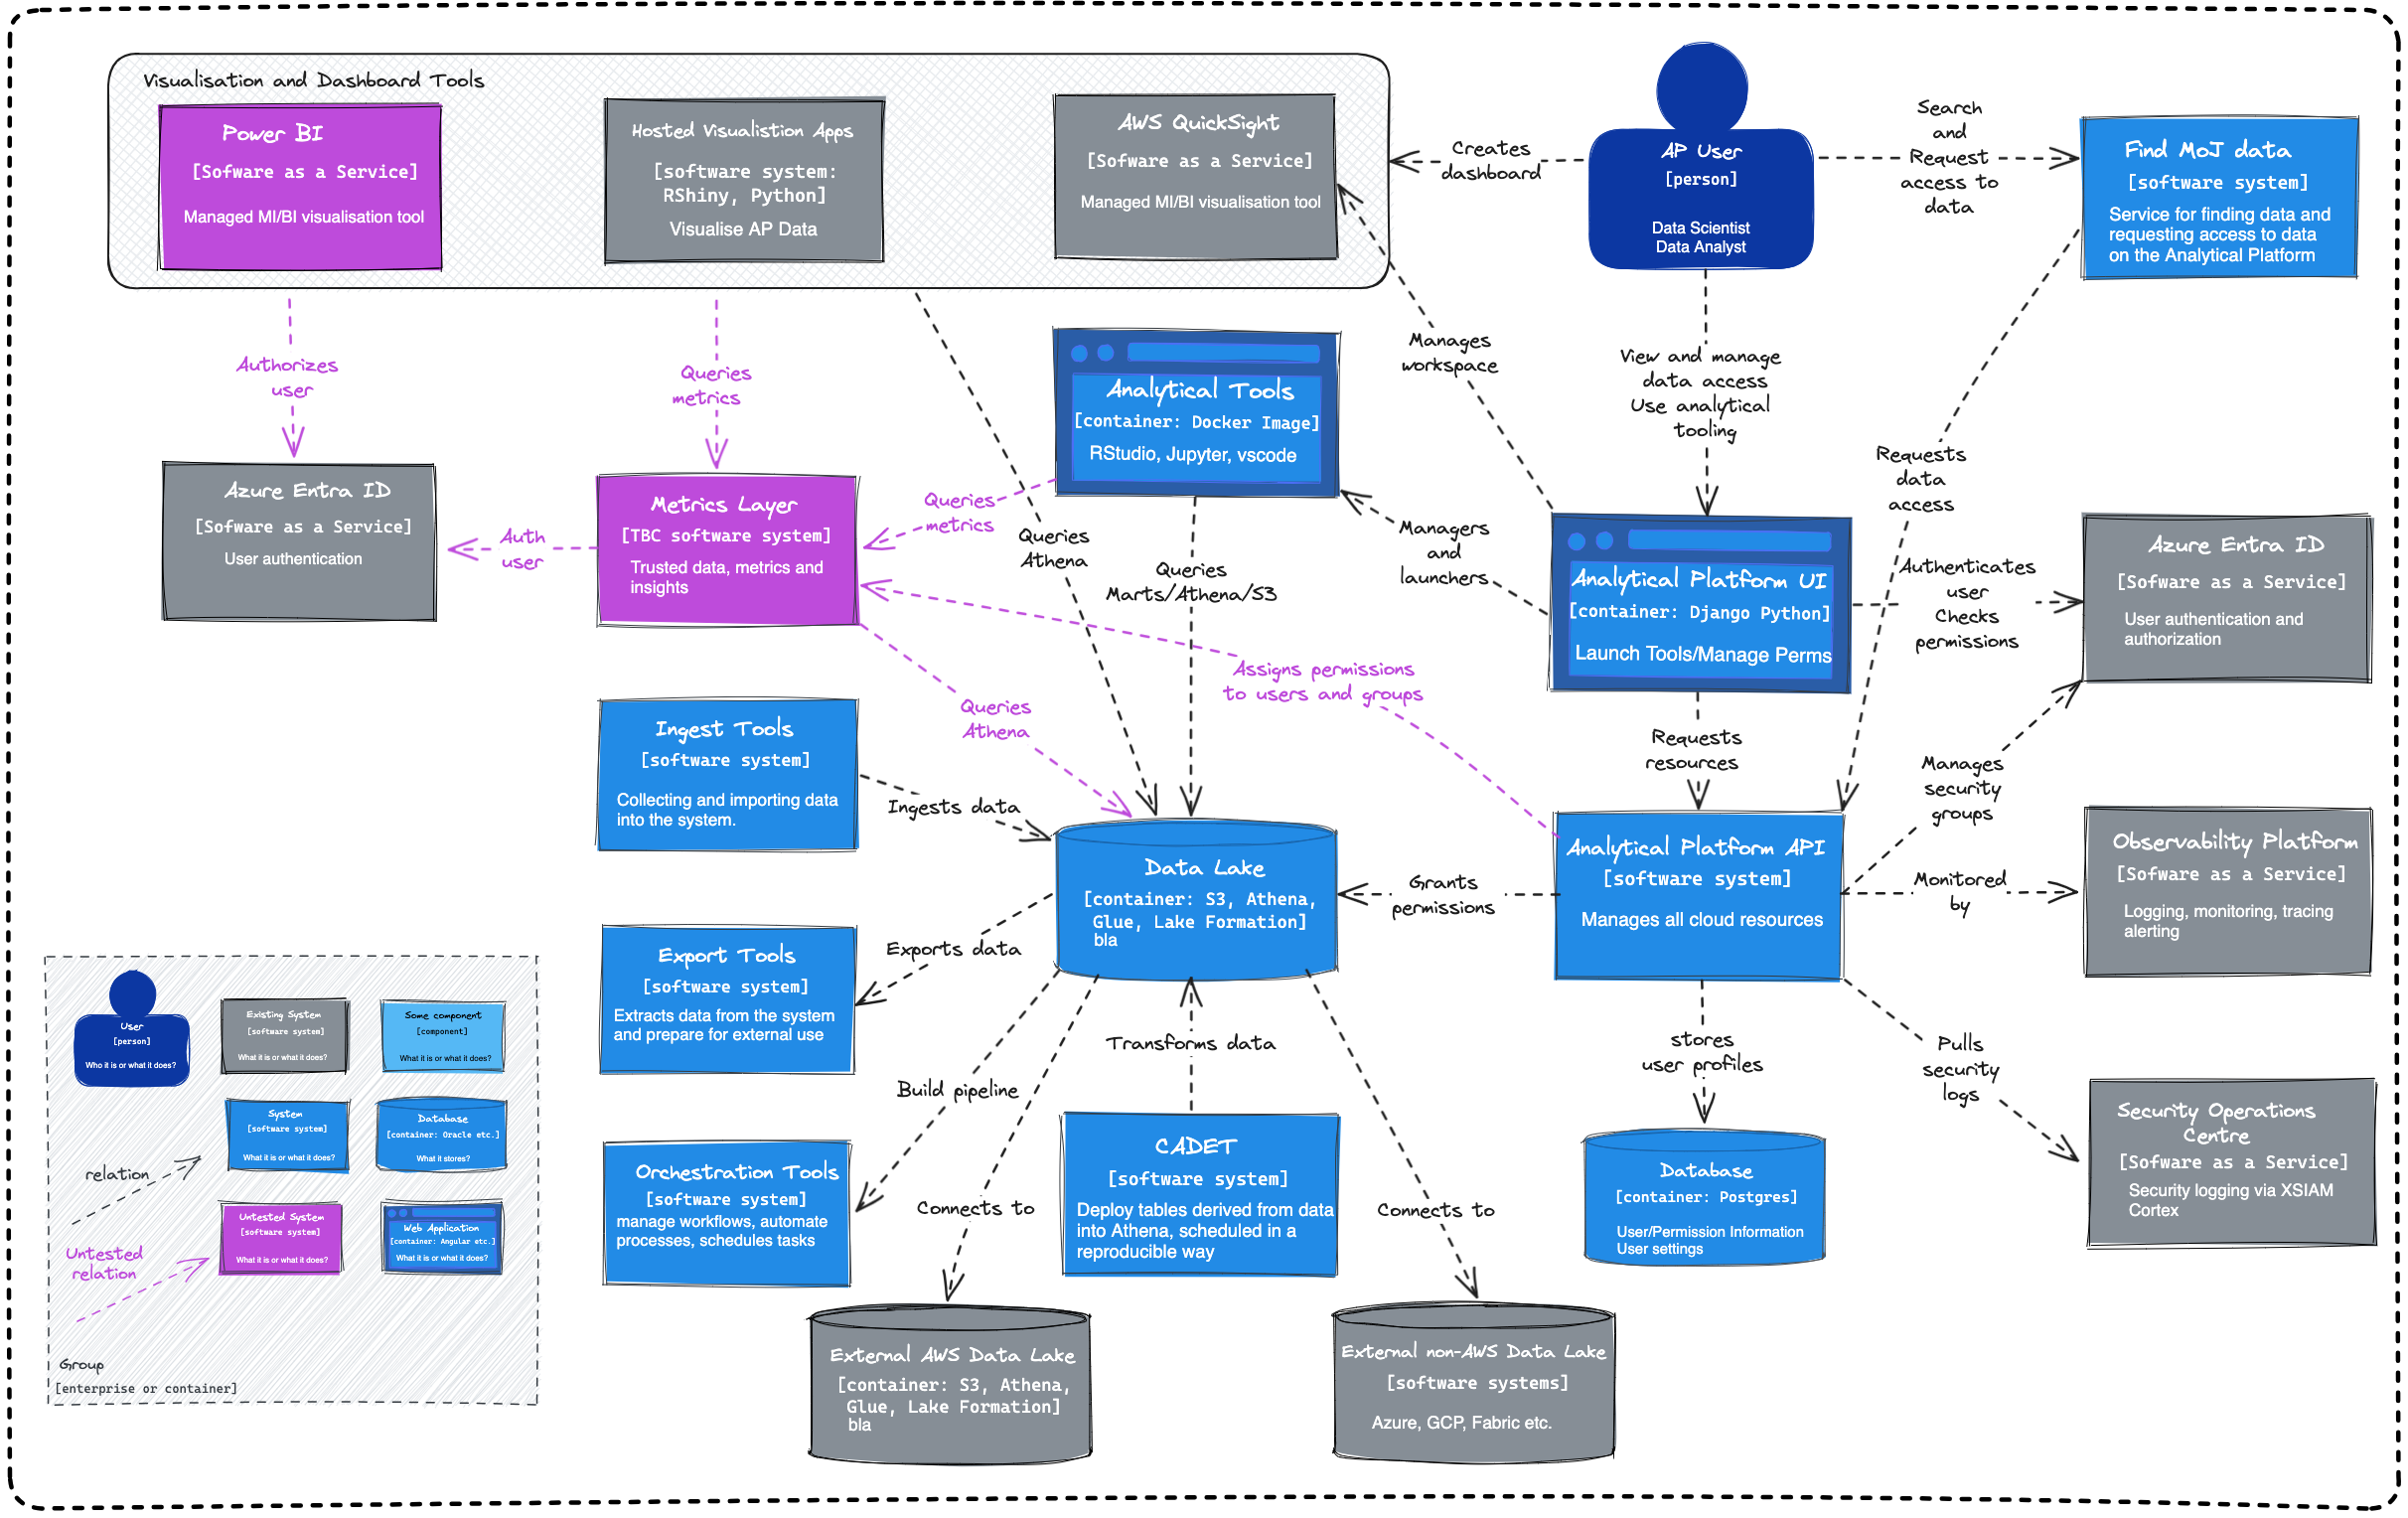 Visualisation and Dashboard Tools
Power BI
[Sofware as a Service]
Managed MI/BI visualisation tool
Hosted Visualistion Apps
[software system:
RShiny, Python]
Visualise AP Data
AWS QuickSight
[Sofware as a Service]
Managed MI/BI visualisation tool
Creates
dashboard
AP User
[person]
Data Scientist
Data Analyst
Search
and
Request
access to
data
Find MoJ data
[software system]
Service for finding data and
requesting access to data
on the Analytical Platform
Authorizes
user
Queries
metrics
Manages
workspace
View and manage
data access
Use analytical
tooling
Requests
data
access
Analytical Tools
[container: Docker Image]
RStudio, Jupyter, vscode
Azure Entra ID
[Sofware as a Service]
User authentication
Auth
user
Metrics Layer
[TBC software system]
Trusted data, metrics and
insights
Queries
metrics
Queries
Athena
Queries
Marts/Athena/S3
Managers
and
launchers
Analytical Platform UI
[container: Django Python]
Launch Tools/Manage Perms
Authenticates
user
Checks
permissions
Azure Entra ID
[Sofware as a Service]
User authentication and
authorization
Assigns permissions
to users and groups
Queries
Athena
Requests
resources
Manages
security
groups
Ingest Tools
[software system]
Collecting and importing data
into the system.
Ingests data
Data Lake
[container: S3, Athena,
Glue, Lake Formation]
bla
Grants
permissions
Analytical Platform API
[software system]
Manages all cloud resources
Monitored
by
Observability Platform
[Sofware as a Service]
Logging, monitoring, tracing
alerting
Export Tools
[software system]
Extracts data from the system
and prepare for external use
Exports data
Transforms data
Build pipeline
stores
user profiles
Pulls
security
logs
Orchestration Tools
[software system]
manage workflows, automate
processes, schedules tasks
Connects to
CADET
[software system]
Deploy tables derived from data
into Athena, scheduled in a
reproducible way
Connects to
Database
[container: Postgres]
User/Permission Information
User settings
Security Operations
Centre
[Sofware as a Service]
Security logging via XSIAM
Cortex
External AWS Data Lake
[container: S3, Athena,
Glue, Lake Formation]
bla
External non-AWS Data Lake
[software systems]
Azure, GCP, Fabric etc.
User
[person]
Who it is or what it does?
Existing System
[software system]
What it is or what it does?
Some component
[component]
What it is or what it does?
System
[software system]
What it is or what it does?
Database
[container: Oracle etc.]
What it stores?
relation
Untested System
[software system]
What it is or what it does?
Web Application
[container: Angular etc.]
What it is or what it does?
Untested
relation
Group
[enterprise or container]